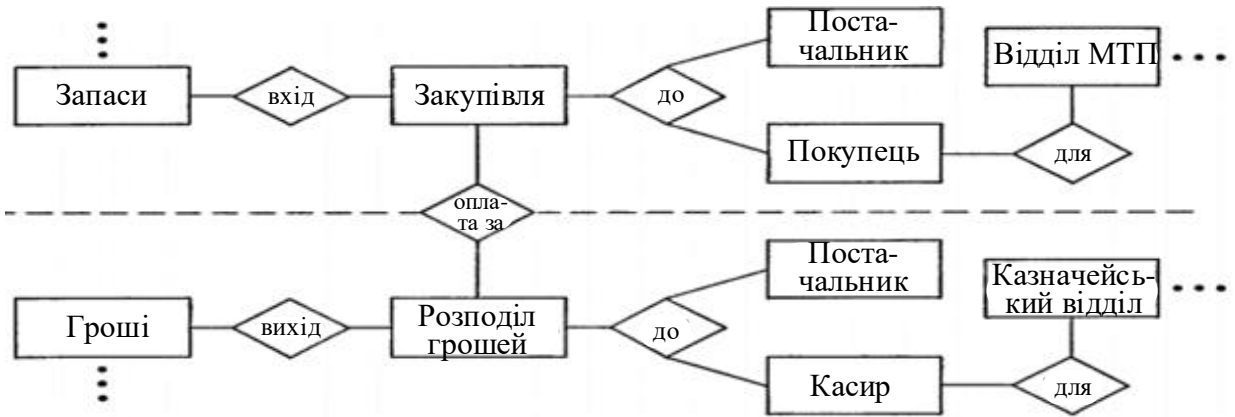 Поста-
чальник
Відділ МТП
Запаси
вхід
Закупівля
до
Покупець
для
опла-
та за
Поста-
чальник
Казначейсь-
кий відділ
Гроші
вихід
Розподіл
грошей
до
Касир
для